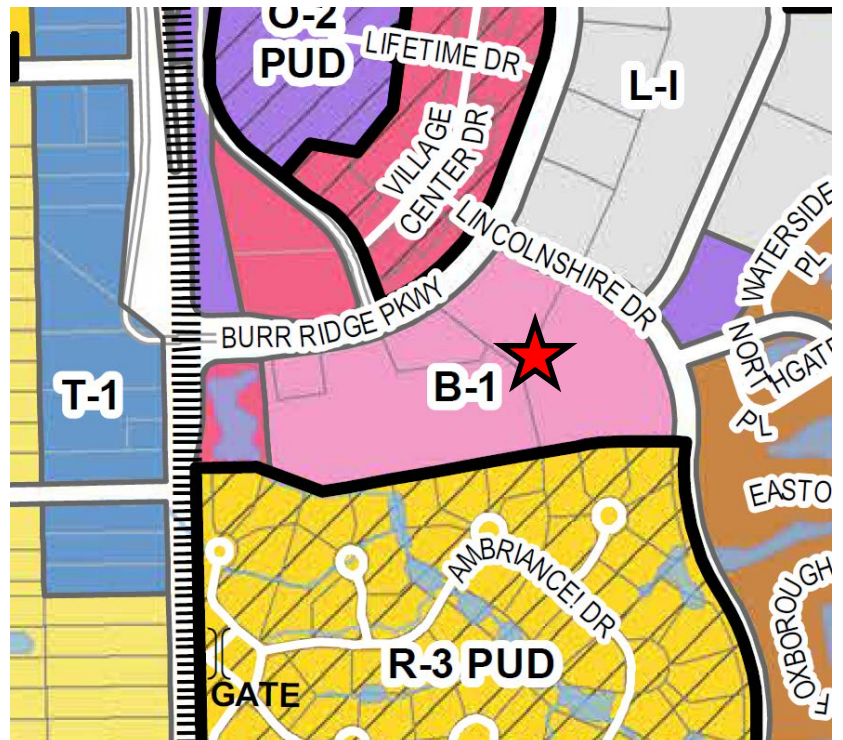 O-2
PUD
LIFETIME DR
L-I
VILLAGE
CENTER DR
LINCOLNSHIRE DR
WATERSIDE
PL
BURR RIDGE PKWY
NORT
HGATE
PL
T-1
B-1
EASTO
AMBRIANCE! DR
OXBOROUGH
R-3 PUD
GATE